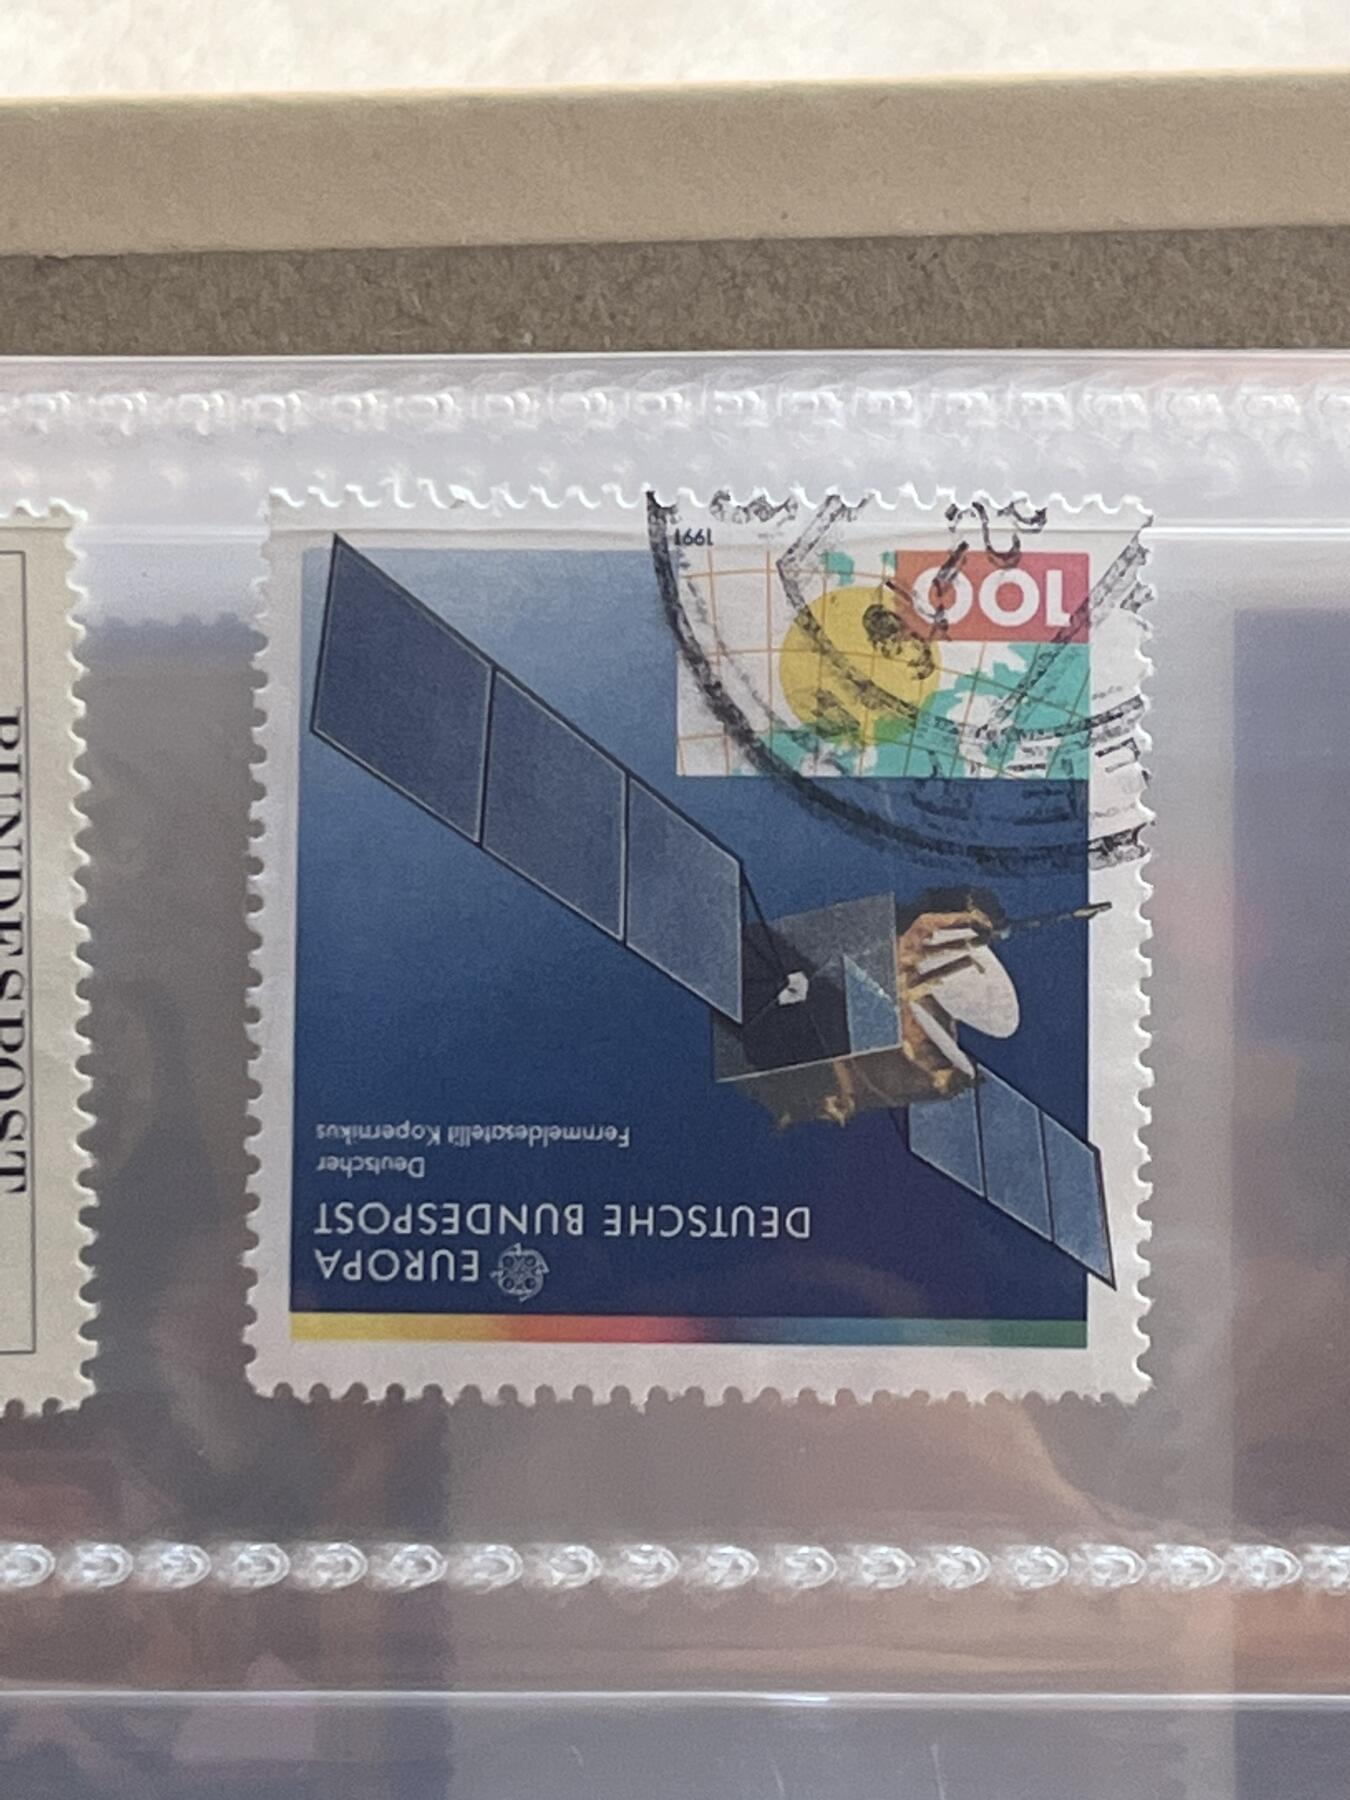 EUROPA
DEUTSCHE BUNDESPOST
Deutscher
Fernmeldesatellit Kopernikus
100
1991
BUNDESPOST